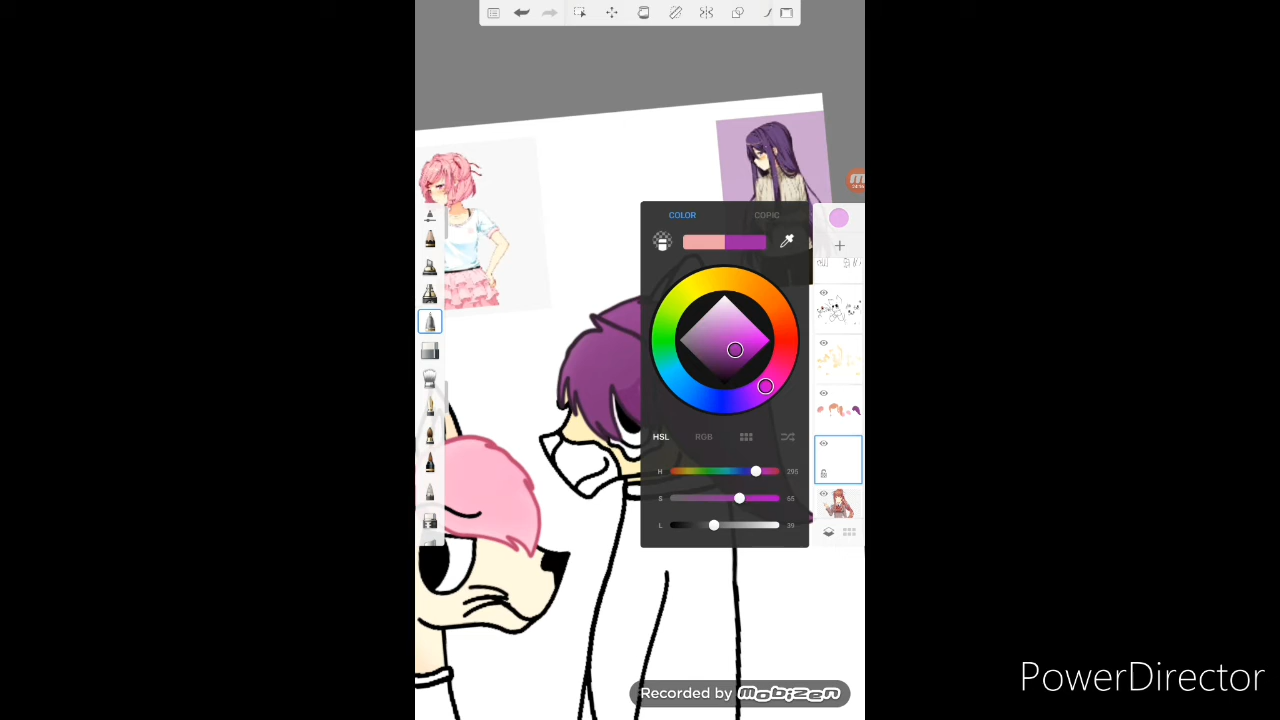 COLOR COPIC
HSL RGB
H 295
S 65
L 39
PowerDirector
Recorded by mobizen